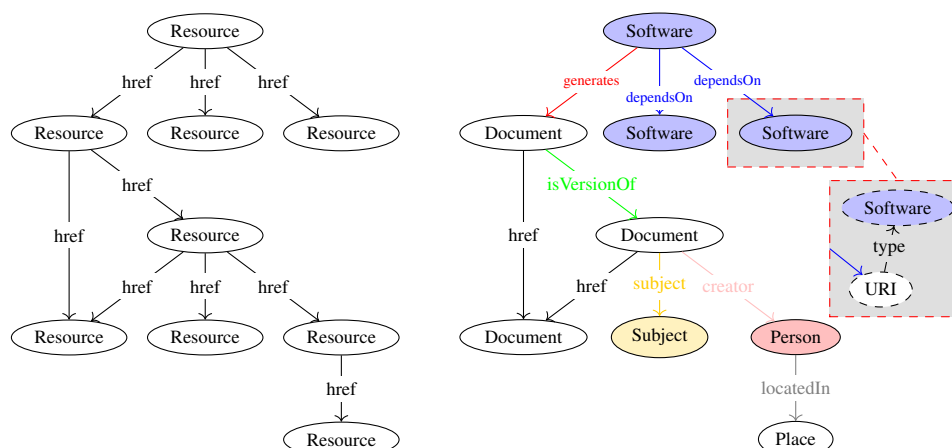 Resource
href
href
href
Resource
Resource
Resource
href
href
Resource
href
href
href
Resource
Resource
Resource
href
Resource
Software
generates
dependsOn
dependsOn
Document
Software
Software
isVersionOf
href
Document
href
subject
creator
Document
Subject
Person
locatedIn
Place
Software
type
URI